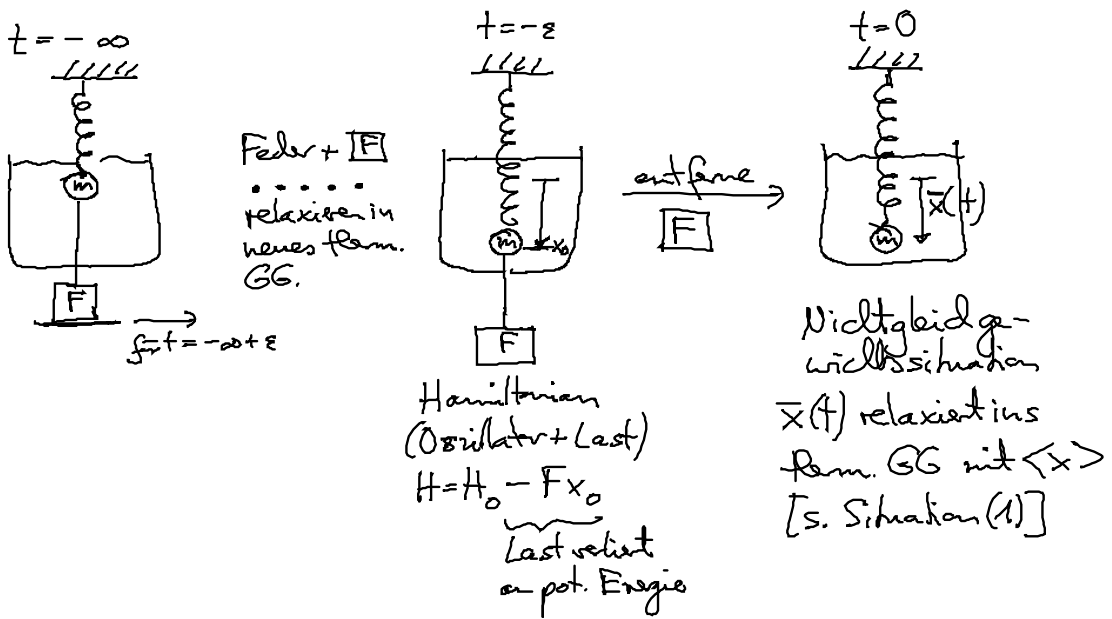 t = - ∞
m
F
für t = -∞ + ε
Feder + F
relaxieren in
neues therm.
GG.
t = -ε
m
x₀
F
Hamiltonian
(Oszillator + Last)
H = H₀ - F x₀
Last verliert
an pot. Energie
entferne
F
t = 0
x̄(t)
m
Nichtgleichge-
wichtssituation
x̄(t) relaxiert ins
therm. GG mit <x>
[s. Situation (1)]